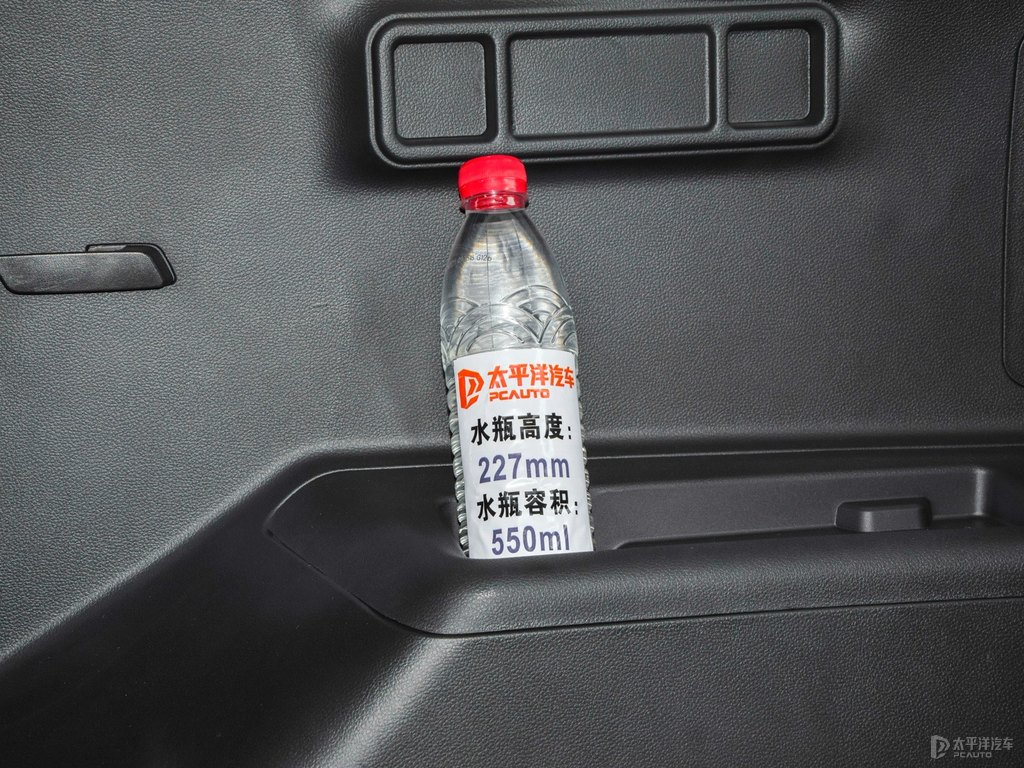 太平洋汽车
PCAUTO
水瓶高度:
227mm
水瓶容积:
550ml
太平洋汽车
PCAUTO